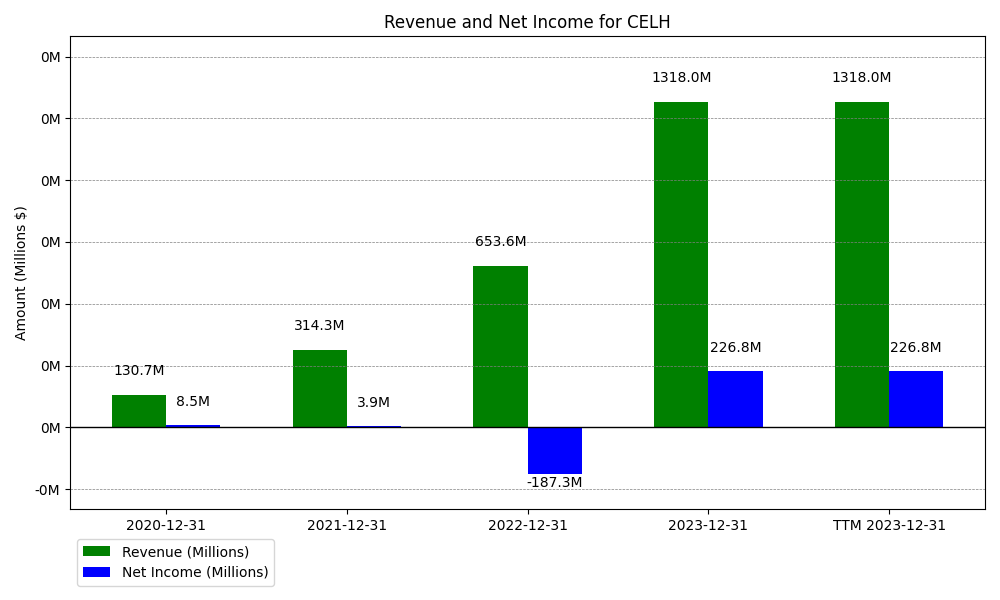 Revenue and Net Income for CELH
Amount (Millions $)
0M
0M
0M
0M
0M
0M
0M
-0M
130.7M
8.5M
314.3M
3.9M
653.6M
-187.3M
1318.0M
226.8M
1318.0M
226.8M
2020-12-31
2021-12-31
2022-12-31
2023-12-31
TTM 2023-12-31
Revenue (Millions)
Net Income (Millions)